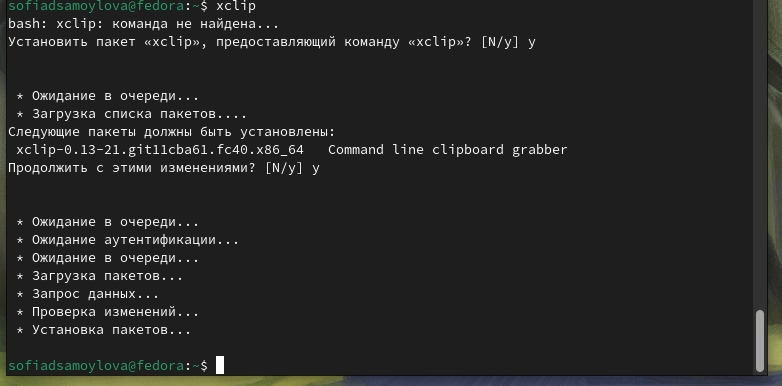 sofiadsamoylova@fedora:~$ xclip
bash: xclip: команда не найдена...
Установить пакет «xclip», предоставляющий команду «xclip»? [N/y] y
* Ожидание в очереди...
* Загрузка списка пакетов....
Следующие пакеты должны быть установлены:
xclip-0.13-21.git11cba61.fc40.x86_64   Command line clipboard grabber
Продолжить с этими изменениями? [N/y] y
* Ожидание в очереди...
* Ожидание аутентификации...
* Ожидание в очереди...
* Загрузка пакетов...
* Запрос данных...
* Проверка изменений...
* Установка пакетов...
sofiadsamoylova@fedora:~$